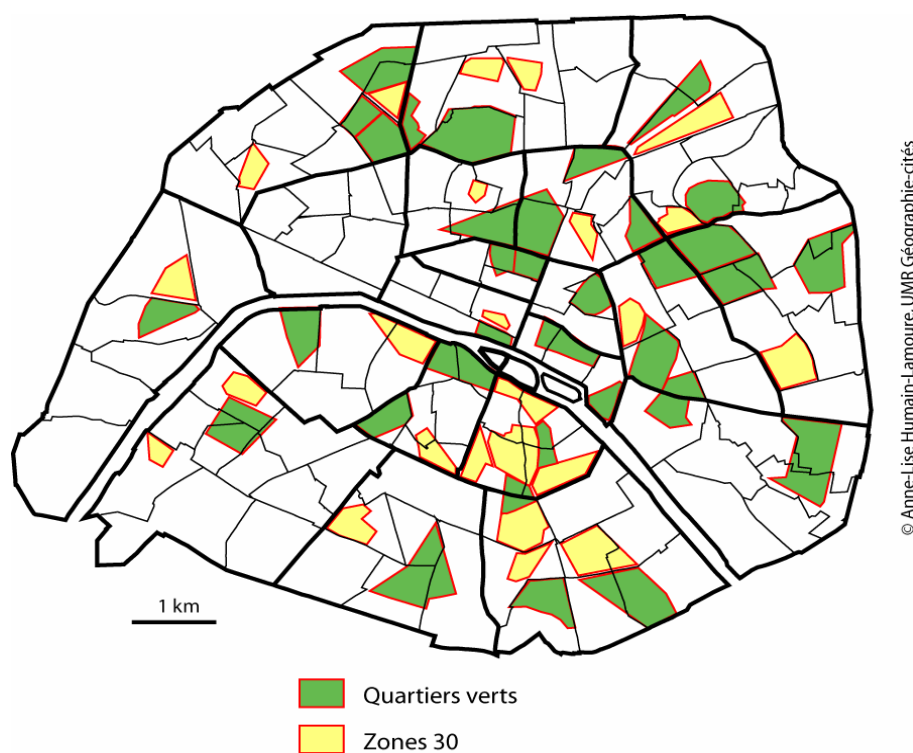 © Anne-Lise Humain-Lamoure, UMR Géographie-cités
1 km
Quartiers verts
Zones 30